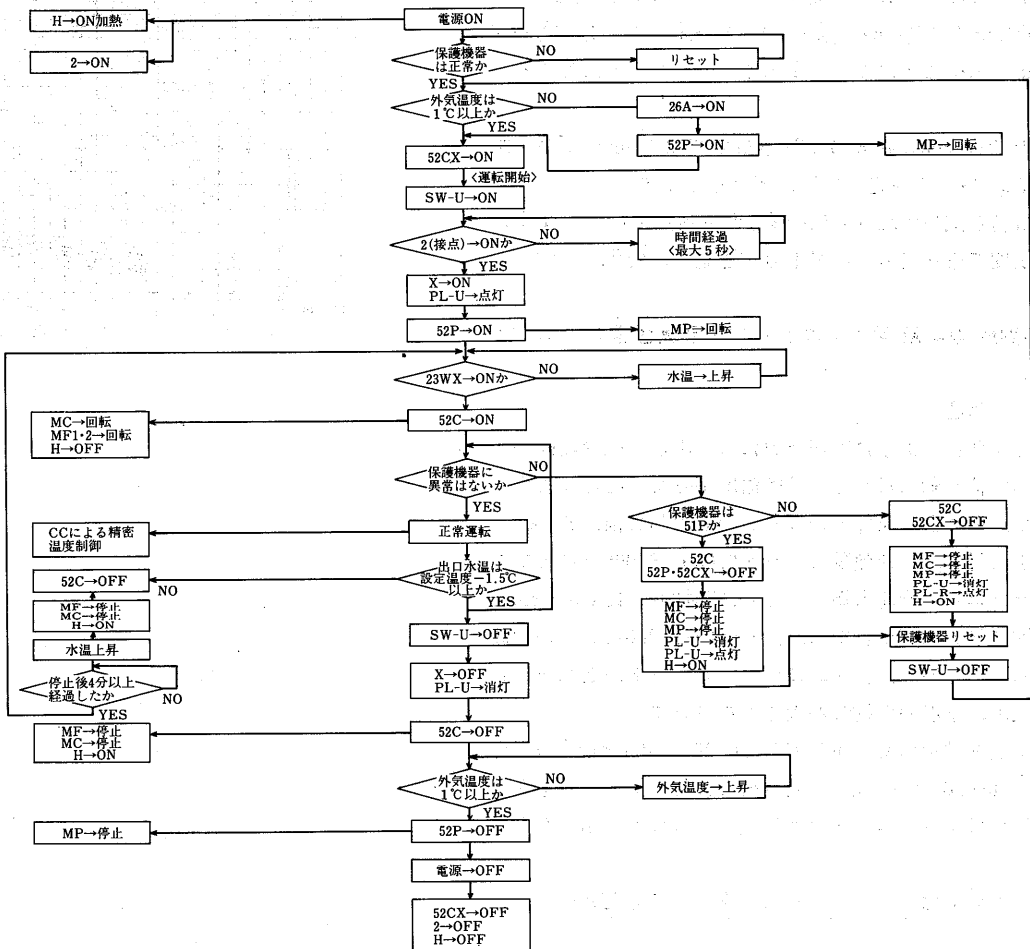 電源ON
H→ON加熱
2→ON
保護機器
は正常か
NO
リセット
YES
外気温度は
1℃以上か
NO
26A→ON
YES
52P→ON
MP→回転
52CX→ON
〈運転開始〉
SW-U→ON
2(接点)→ONか
NO
時間経過
〈最大5秒〉
YES
X→ON
PL-U→点灯
52P→ON
MP→回転
23WX→ONか
NO
水温→上昇
52C→ON
MC→回転
MF1・2→回転
H→OFF
保護機器に
異常はないか
NO
YES
保護機器は
51Pか
NO
52C
52CX→OFF
YES
正常運転
CCによる精密
温度制御
52C
52P・52CX→OFF
MF→停止
MC→停止
MP→停止
PL-U→消灯
PL-R→点灯
H→ON
出口水温は
設定温度−1.5℃
以上か
NO
52C→OFF
YES
MF→停止
MC→停止
H→ON
MF→停止
MC→停止
MP→停止
PL-U→消灯
PL-U→点灯
H→ON
SW-U→OFF
保護機器リセット
水温上昇
SW-U→OFF
停止後4分以上
経過したか
NO
YES
X→OFF
PL-U→消灯
MF→停止
MC→停止
H→ON
52C→OFF
外気温度は
1℃以上か
NO
外気温度→上昇
YES
52P→OFF
MP→停止
電源→OFF
52CX→OFF
2→OFF
H→OFF